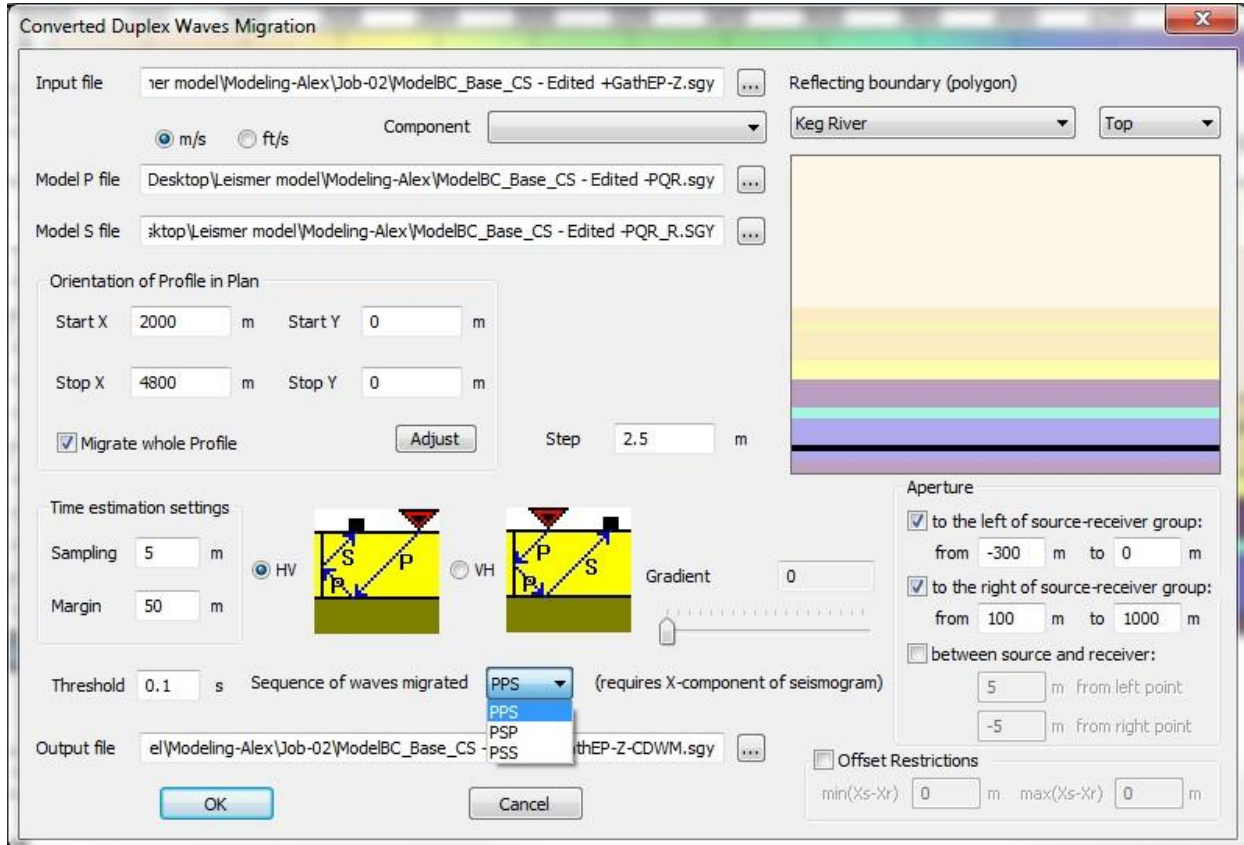 Converted Duplex Waves Migration
Input file
ner model\Modeling-Alex\Job-02\ModelBC_Base_CS - Edited +GathEP-Z.sgy
...
m/s
ft/s
Component
Model P file
Desktop\Leismer model\Modeling-Alex\ModelBC_Base_CS - Edited -PQR.sgy
...
Model S file
sktop\Leismer model\Modeling-Alex\ModelBC_Base_CS - Edited -PQR_R.SGY
...
Reflecting boundary (polygon)
Keg River
Top
Orientation of Profile in Plan
Start X 2000 m Start Y 0 m
Stop X 4800 m Stop Y 0 m
Migrate whole Profile
Adjust
Step 2.5 m
Time estimation settings
Sampling 5 m
Margin 50 m
HV
S
P
P
VH
P
P
S
Gradient 0
Aperture
to the left of source-receiver group:
from -300 m to 0 m
to the right of source-receiver group:
from 100 m to 1000 m
between source and receiver:
5 m from left point
-5 m from right point
Threshold 0.1 s
Sequence of waves migrated PPS (requires X-component of seismogram)
PPS
PSP
PSS
Output file
el\Modeling-Alex\Job-02\ModelBC_Base_CS - thEP-Z-CDWM.sgy
...
Offset Restrictions
min(Xs-Xr) 0 m max(Xs-Xr) 0 m
OK
Cancel